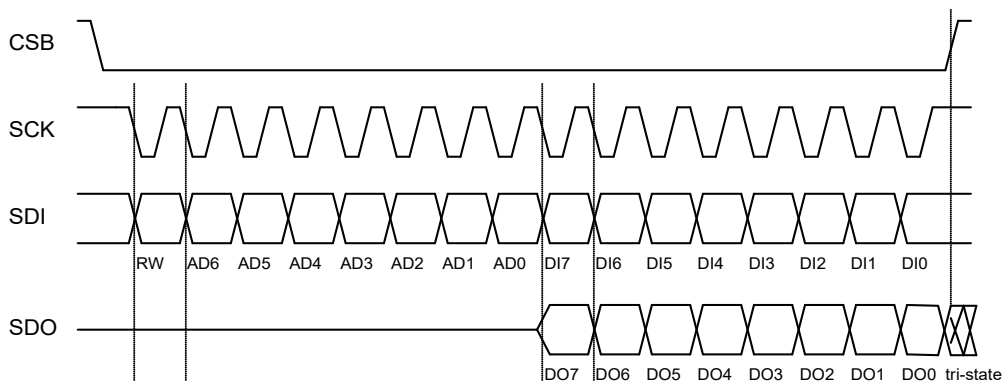 CSB
SCK
SDI
RW AD6 AD5 AD4 AD3 AD2 AD1 AD0 DI7 DI6 DI5 DI4 DI3 DI2 DI1 DI0
SDO
DO7 DO6 DO5 DO4 DO3 DO2 DO1 DO0 tri-state